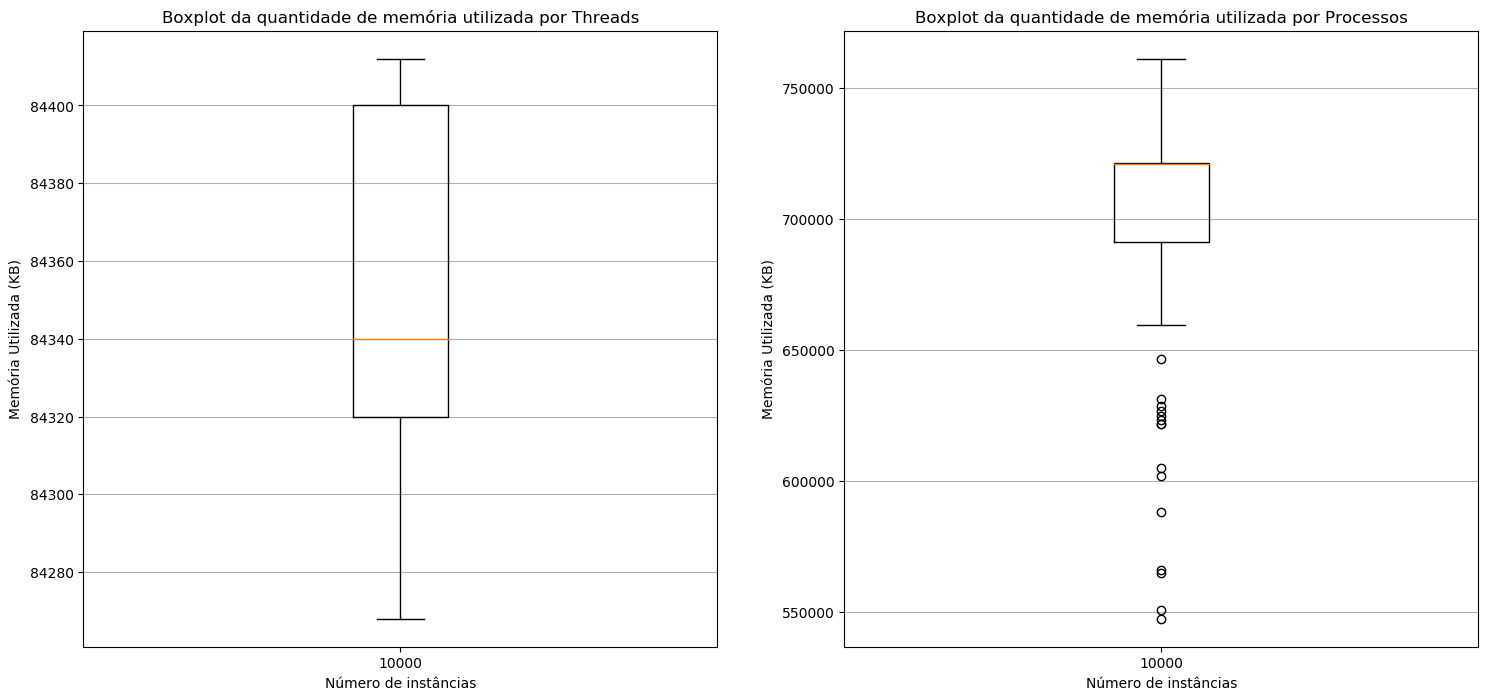 Boxplot da quantidade de memória utilizada por Threads
84400
84380
84360
84340
84320
84300
84280
Memória Utilizada (KB)
10000
Número de instâncias
Boxplot da quantidade de memória utilizada por Processos
750000
700000
650000
600000
550000
Memória Utilizada (KB)
10000
Número de instâncias